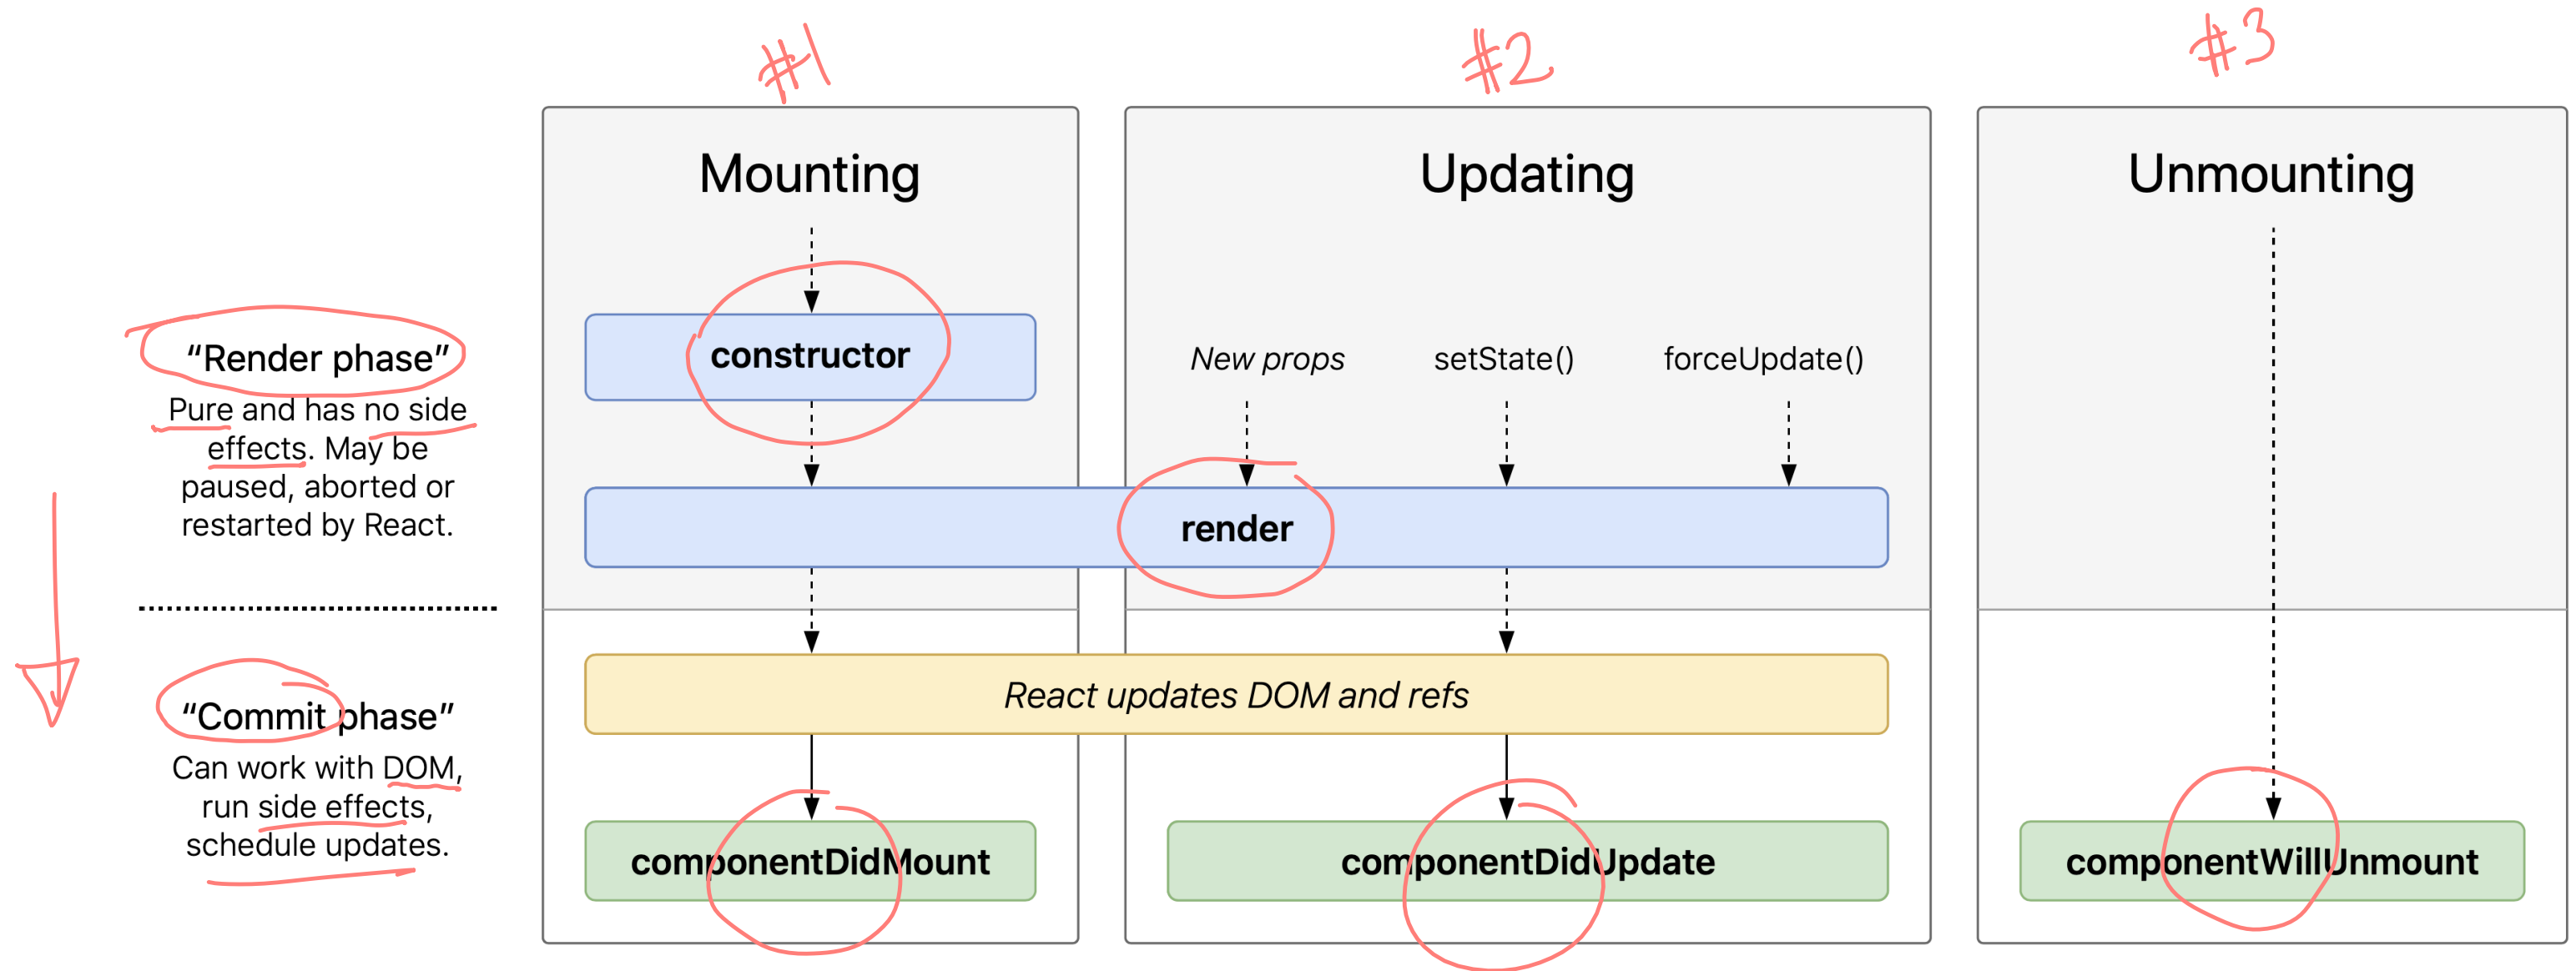 #1
#2
#3
Mounting
Updating
Unmounting
“Render phase”
Pure and has no side
effects. May be
paused, aborted or
restarted by React.
constructor
New props
setState()
forceUpdate()
render
“Commit phase”
Can work with DOM,
run side effects,
schedule updates.
React updates DOM and refs
componentDidMount
componentDidUpdate
componentWillUnmount